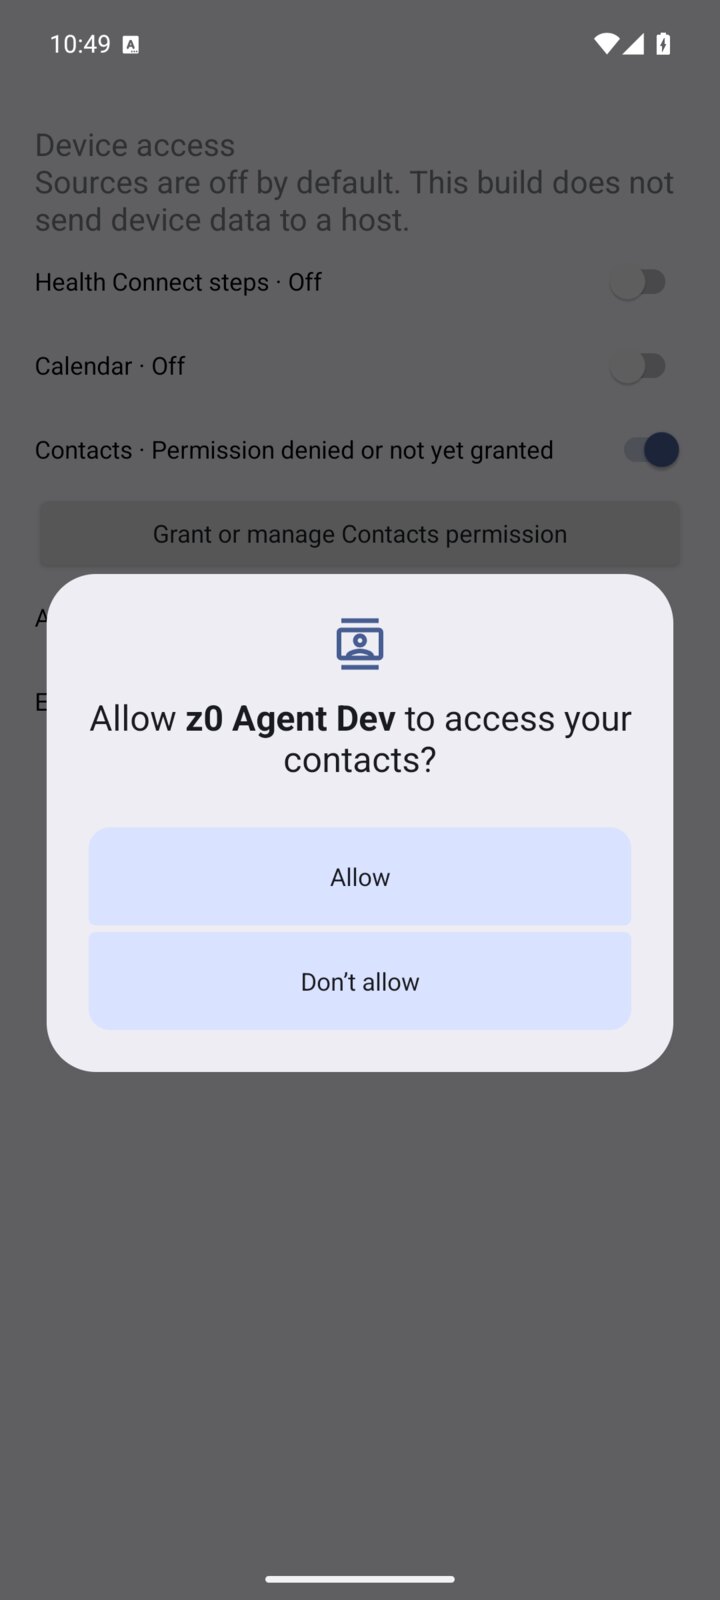 10:49
Device access
Sources are off by default. This build does not
send device data to a host.
Health Connect steps · Off
Calendar · Off
Contacts · Permission denied or not yet granted
Grant or manage Contacts permission
Allow z0 Agent Dev to access your
contacts?
Allow
Don’t allow